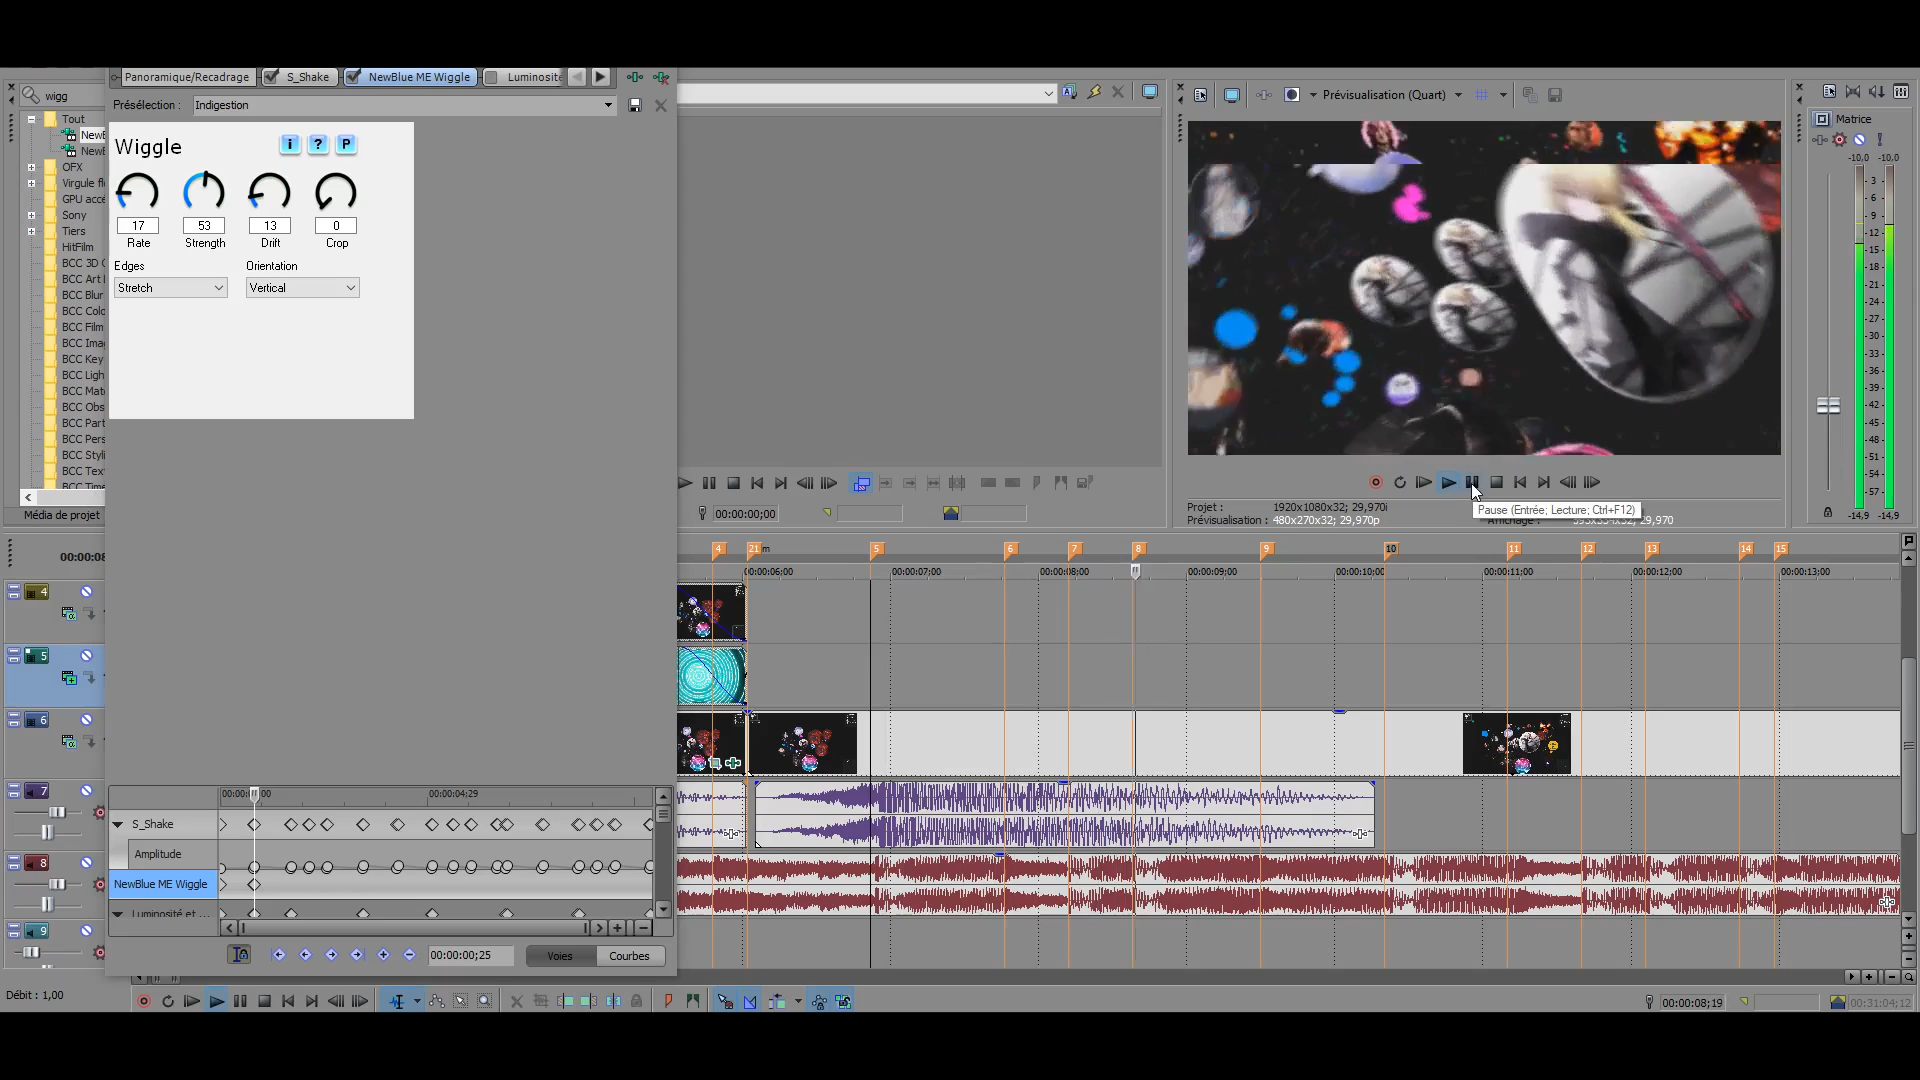 Panoramique/Recadrage S_Shake NewBlue ME Wiggle Luminosité
wigg
Présélection : Indigestion
Prévisualisation (Quart)
Matrice
Tout
NewB
NewB
OFX
Virgule fl
GPU accé
Sony
Tiers
HitFilm
BCC 3D
BCC Art
BCC Blur
BCC Colo
BCC Film
BCC Ima
BCC Key
BCC Ligh
BCC Mat
BCC Obs
BCC Part
BCC Pers
BCC Styli
BCC Tex
BCC Time
Média de projet
Wiggle
i ? P
17 53 13 0
Rate Strength Drift Crop
Edges Orientation
Stretch Vertical
-10,0 -10,0
- 3 -
- 6 -
- 9 -
-12-
-15-
-18-
-21-
-24-
-27-
-30-
-33-
-36-
-39-
-42-
-45-
-48-
-51-
-54-
-57-
-14,9 -14,9
00:00:00;00
Projet : 1920x1080x32; 29,970i
Prévisualisation : 480x270x32; 29,970p
Pause (Entrée; Lecture; Ctrl+F12)
Affichage : 593x334x32; 29,970
00:00:08
4 21 m 5 6 7 8 9 10 11 12 13 14 15
00:00:06;00 00:00:07;00 00:00:08;00 00:00:09;00 00:00:10;00 00:00:11;00 00:00:12;00 00:00:13;00
4
5
6
7
8
9
00:00: 00 00:00:04;29
S_Shake
Amplitude
NewBlue ME Wiggle
Luminosité et ...
00:00:00;25 Voies Courbes
Débit : 1,00
00:00:08;19 00:31:04;12